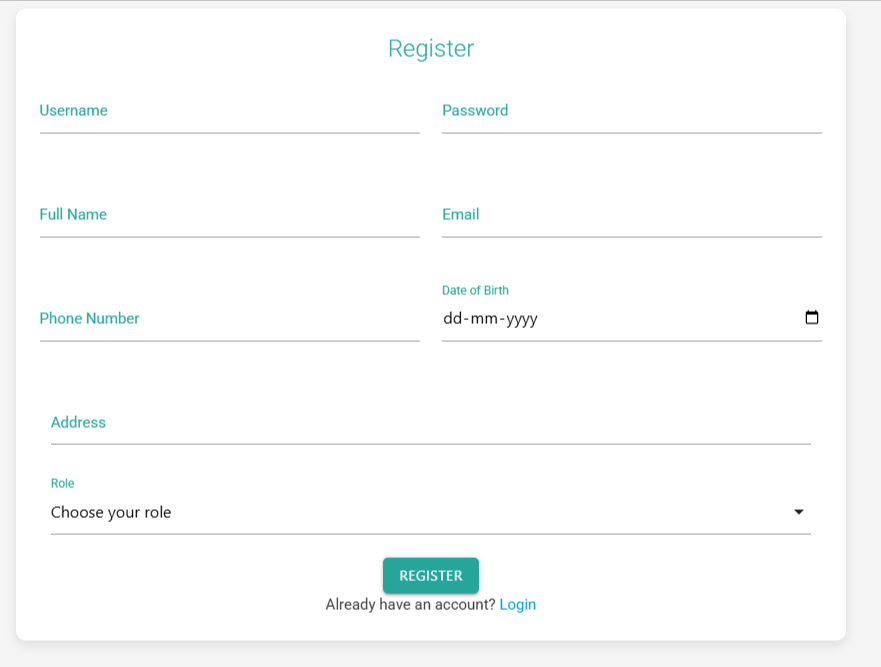 Register
Username
Password
Full Name
Email
Phone Number
Date of Birth
dd-mm-yyyy
Address
Role
Choose your role
REGISTER
Already have an account? Login